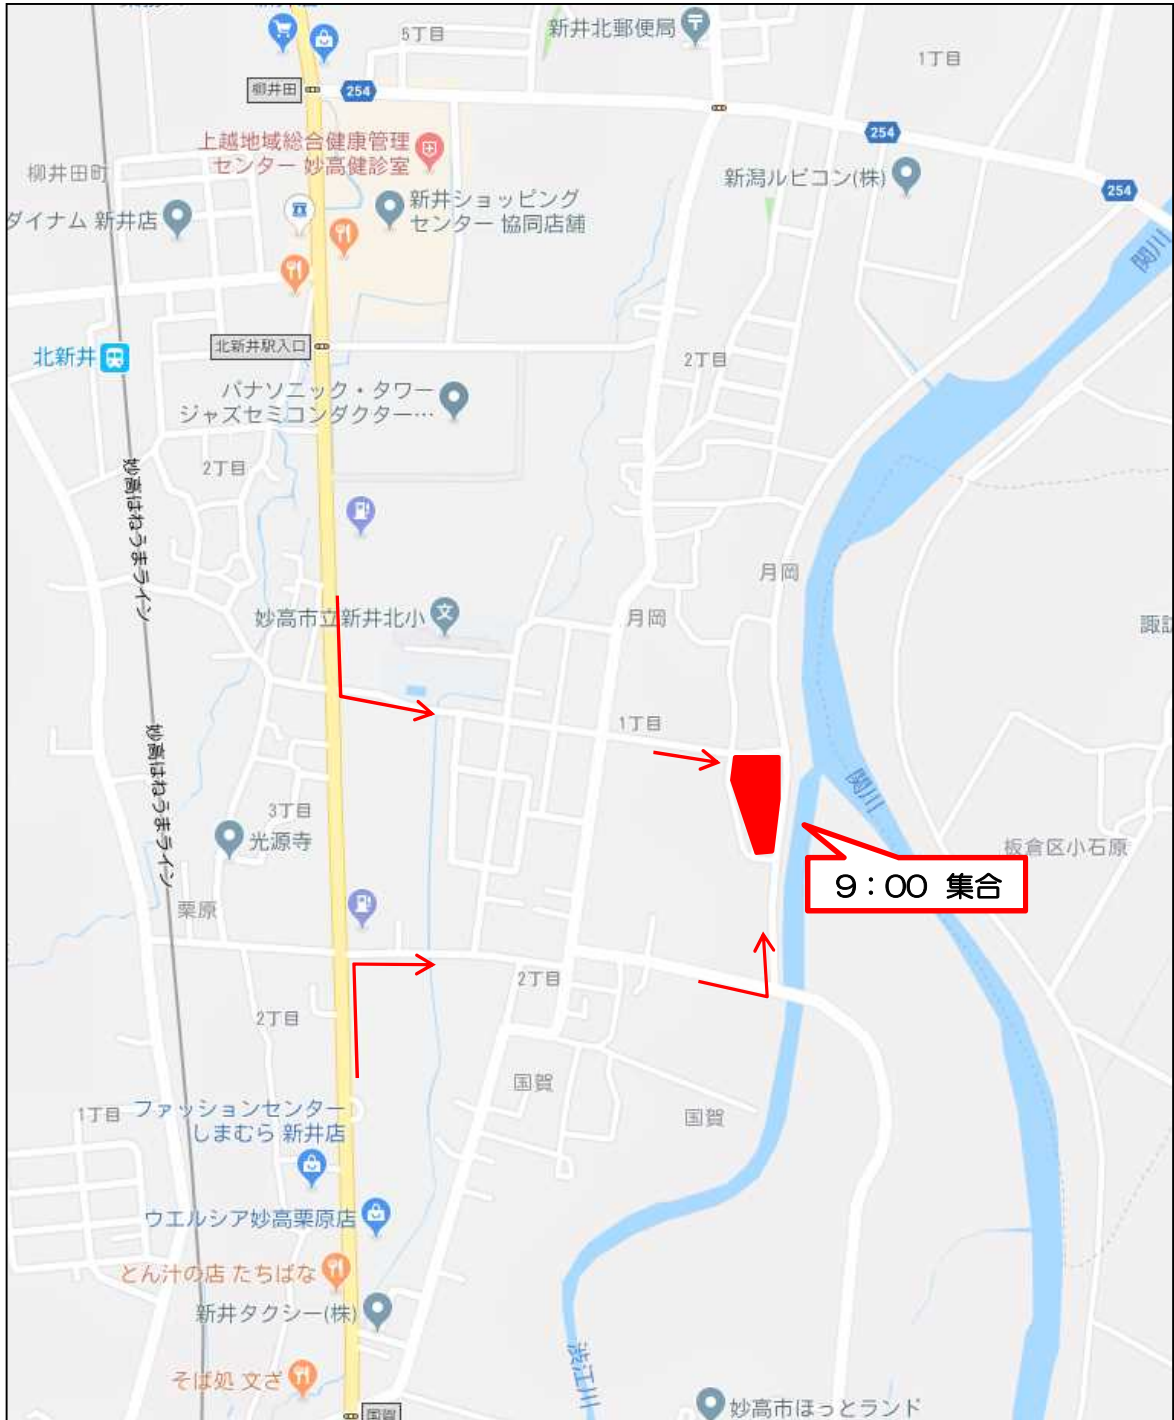 5丁目
新井北郵便局
1丁目
柳井田
254
254
上越地域総合健康管理
センター 妙高健診室
柳井田町
新潟ルビコン(株)
254
ダイナム 新井店
新井ショッピング
センター 協同店舗
関川
北新井駅入口
北新井
2丁目
パナソニック・タワー
ジャズセミコンダクター…
2丁目
妙高はねうまライン
月岡
妙高市立新井北小
文
月岡
1丁目
妙高はねうまライン
関川
3丁目
光源寺
板倉区小石原
9:00 集合
栗原
2丁目
2丁目
国賀
国賀
1丁目
ファッションセンター
しまむら 新井店
ウエルシア妙高栗原店
とん汁の店 たちばな
新井タクシー(株)
渋江川
そば処 文ざ
妙高市ほっとランド
国賀